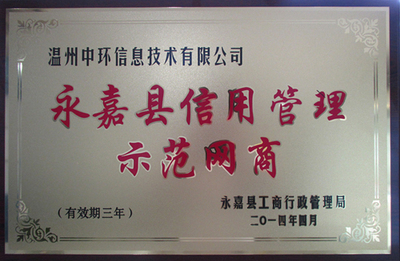 温州中环信息技术有限公司
永嘉县信用管理
示范网商
(有效期三年)
永嘉县工商行政管理局
二〇一四年四月